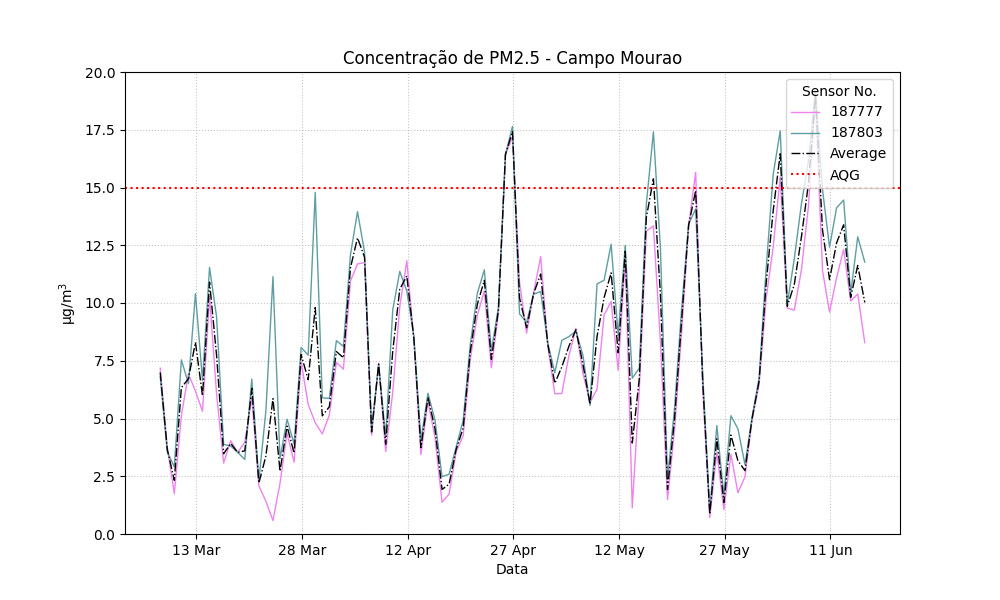 Concentração de PM2.5 - Campo Mourao
20.0
17.5
15.0
12.5
10.0
7.5
5.0
2.5
0.0
µg/m³
Sensor No.
187777
187803
Average
AQG
13 Mar
28 Mar
12 Apr
27 Apr
12 May
27 May
11 Jun
Data